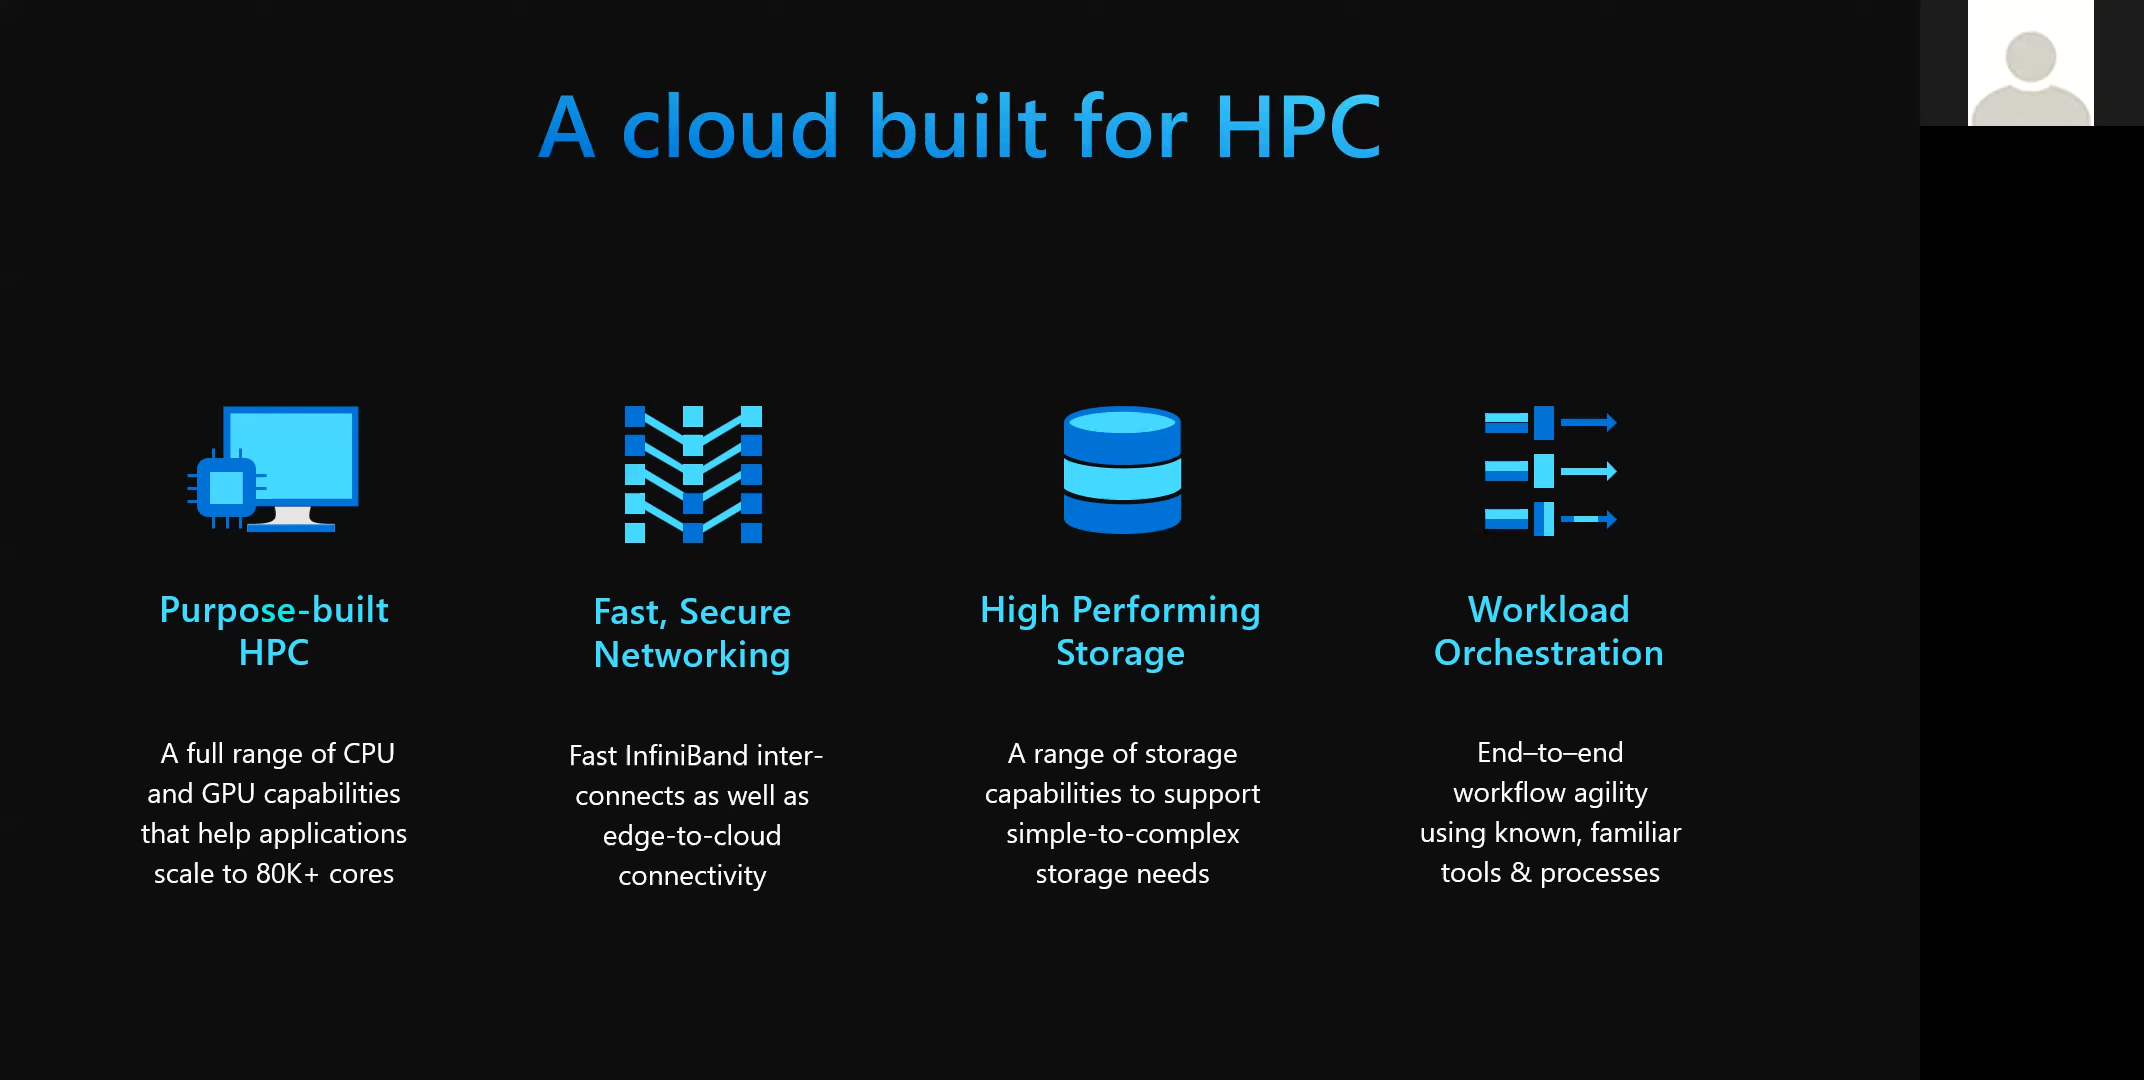 A cloud built for HPC
Purpose-built
HPC
A full range of CPU
and GPU capabilities
that help applications
scale to 80K+ cores
Fast, Secure
Networking
Fast InfiniBand inter-
connects as well as
edge-to-cloud
connectivity
High Performing
Storage
A range of storage
capabilities to support
simple-to-complex
storage needs
Workload
Orchestration
End–to–end
workflow agility
using known, familiar
tools & processes